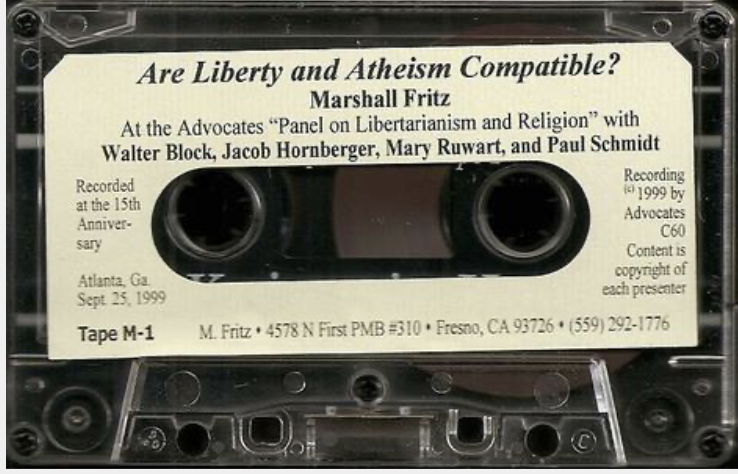 Are Liberty and Atheism Compatible?
Marshall Fritz
At the Advocates “Panel on Libertarianism and Religion” with
Walter Block, Jacob Hornberger, Mary Ruwart, and Paul Schmidt
Recorded
at the 15th
Anniver-
sary
Atlanta, Ga.
Sept. 25, 1999
Recording
(c) 1999 by
Advocates
C60
Content is
copyright of
each presenter
Tape M-1
M. Fritz • 4578 N First PMB #310 • Fresno, CA 93726 • (559) 292-1776